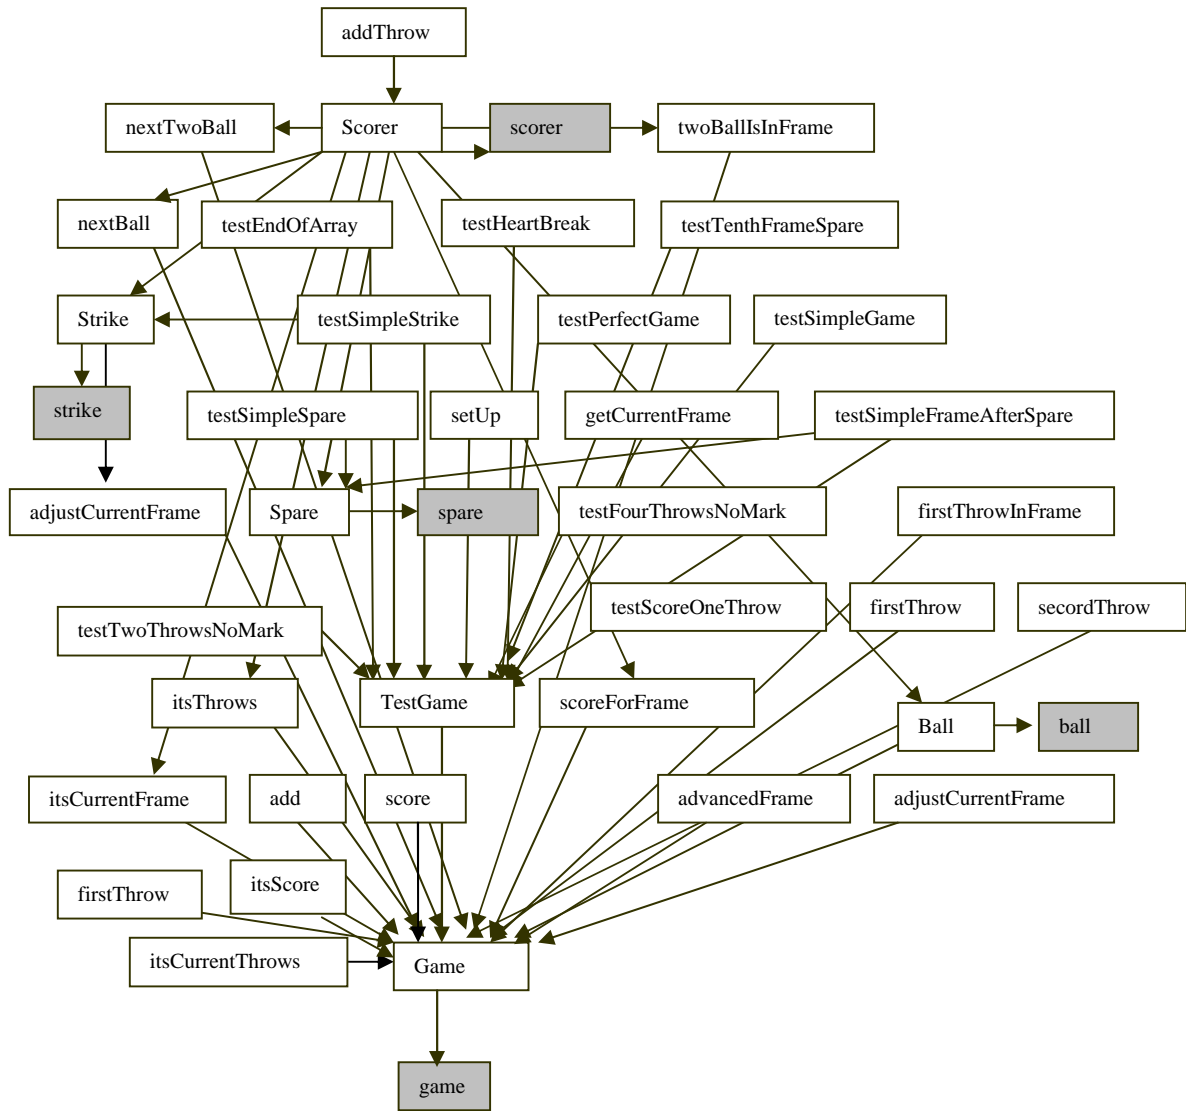 addThrow
nextTwoBall
Scorer
scorer
twoBallIsInFrame
nextBall
testEndOfArray
testHeartBreak
testTenthFrameSpare
Strike
testSimpleStrike
testPerfectGame
testSimpleGame
strike
testSimpleSpare
setUp
getCurrentFrame
testSimpleFrameAfterSpare
adjustCurrentFrame
Spare
spare
testFourThrowsNoMark
firstThrowInFrame
testTwoThrowsNoMark
testScoreOneThrow
firstThrow
secordThrow
itsThrows
TestGame
scoreForFrame
Ball
ball
itsCurrentFrame
add
score
advancedFrame
adjustCurrentFrame
firstThrow
itsScore
itsCurrentThrows
Game
game